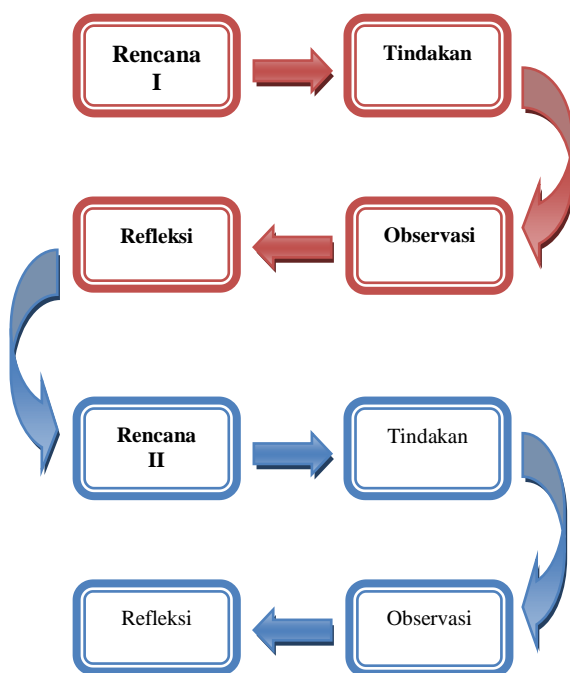 Rencana
I
Tindakan
Observasi
Refleksi
Rencana
II
Tindakan
Observasi
Refleksi